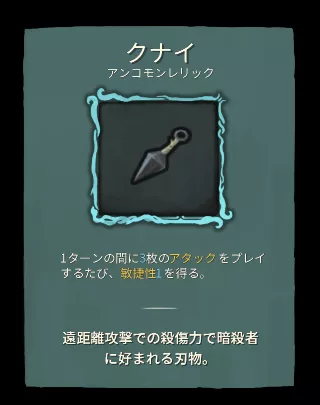 クナイ
アンコモンレリック
1ターンの間に3枚のアタックをプレイ
するたび、敏捷性1を得る。
遠距離攻撃での殺傷力で暗殺者
に好まれる刃物。